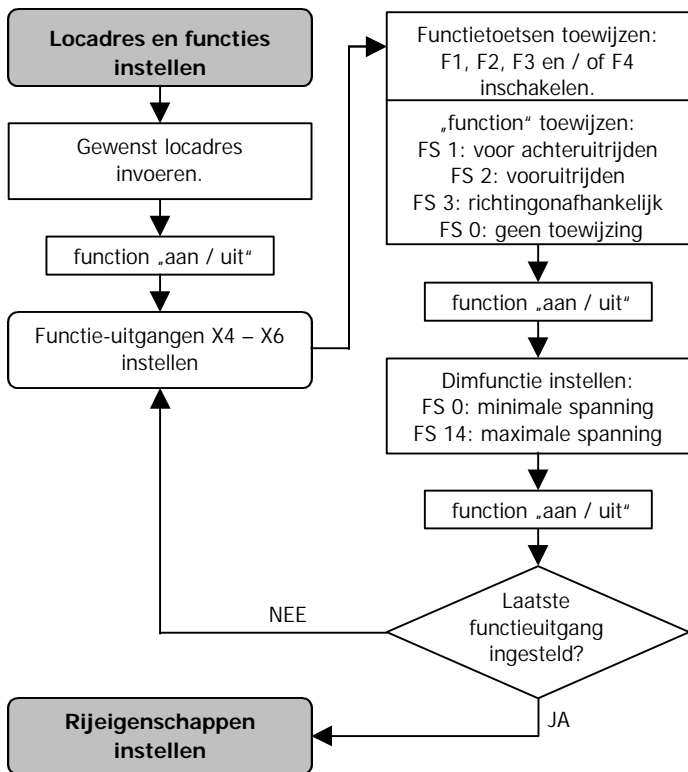 Locadres en functies
instellen
Gewenst locadres
invoeren.
function „aan / uit“
Functie-uitgangen X4 – X6
instellen
Functietoetsen toewijzen:
F1, F2, F3 en / of F4
inschakelen.
„function“ toewijzen:
FS 1: voor achteruitrijden
FS 2: vooruitrijden
FS 3: richtingonafhankelijk
FS 0: geen toewijzing
function „aan / uit“
Dimfunctie instellen:
FS 0: minimale spanning
FS 14: maximale spanning
function „aan / uit“
Laatste
functieuitgang
ingesteld?
NEE
JA
Rijeigenschappen
instellen